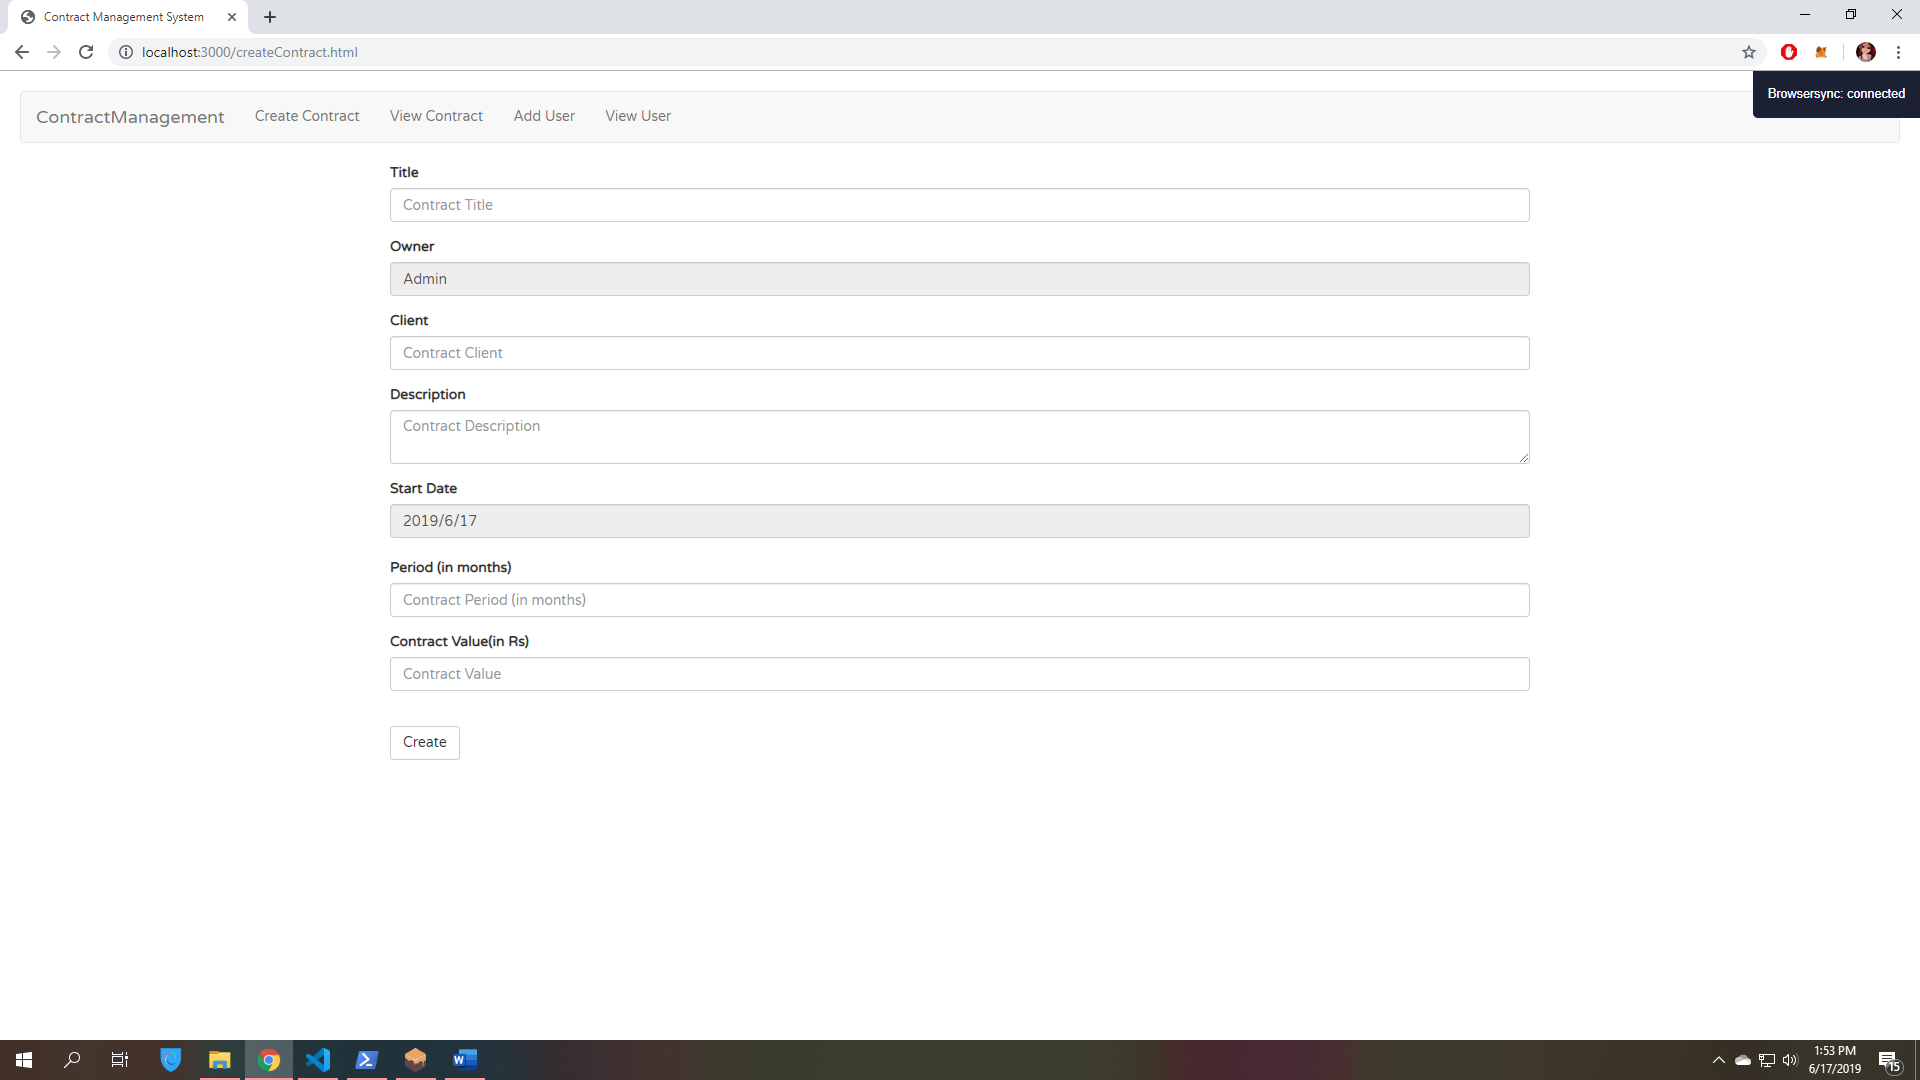 Contract Management System
localhost:3000/createContract.html
Browsersync: connected
ContractManagement Create Contract View Contract Add User View User
Title
Contract Title
Owner
Admin
Client
Contract Client
Description
Contract Description
Start Date
2019/6/17
Period (in months)
Contract Period (in months)
Contract Value(in Rs)
Contract Value
Create
1:53 PM
6/17/2019
15